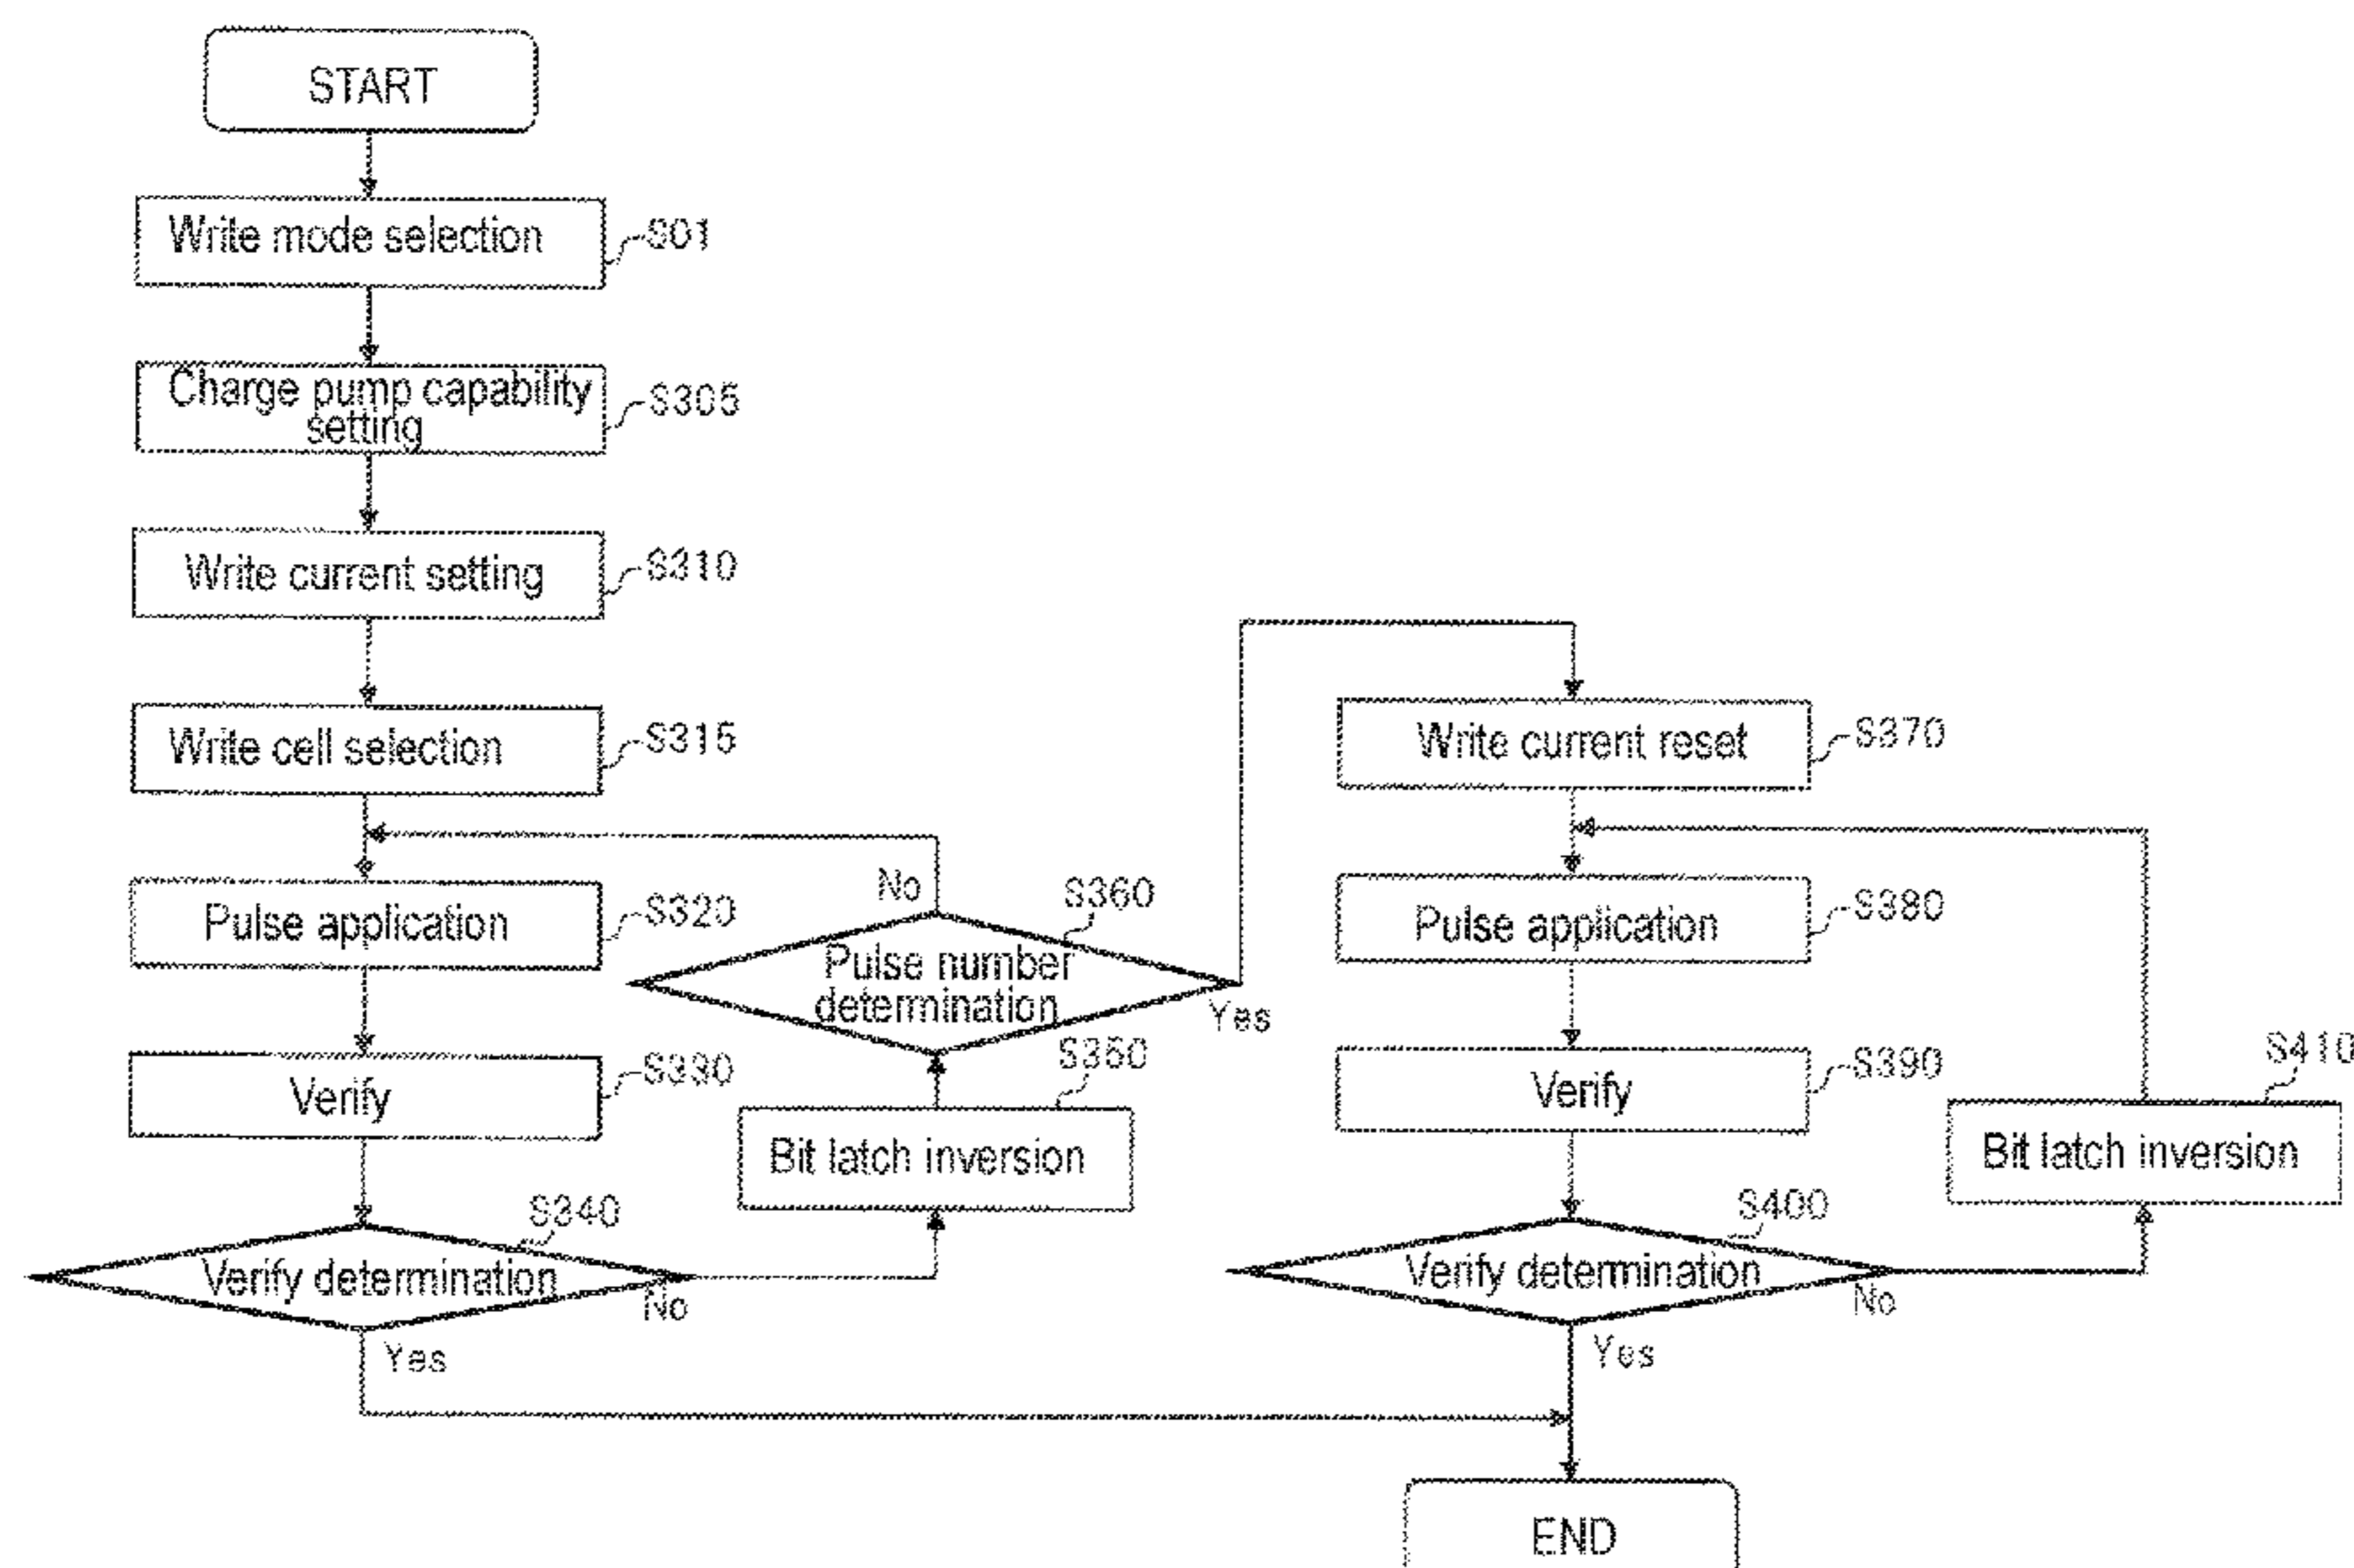 START
Write mode selection
S01
Charge pump capability
setting
S305
Write current setting
S310
Write cell selection
S315
Pulse application
S320
Verify
S330
Verify determination
S340
No
Yes
Bit latch inversion
S350
Pulse number
determination
S360
No
Yes
Write current reset
S370
Pulse application
S380
Verify
S390
Verify determination
S400
No
Yes
Bit latch inversion
S410
END